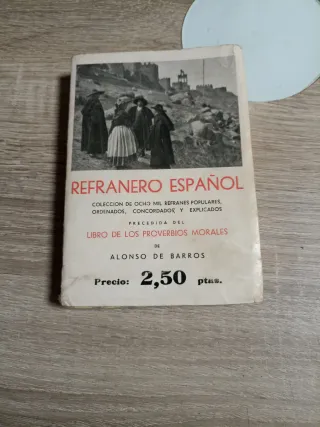 REFRANERO ESPAÑOL
COLECCION DE OCHO MIL REFRANES POPULARES,
ORDENADOS, CONCORDADOS Y EXPLICADOS
PRECEDIDA DEL
LIBRO DE LOS PROVERBIOS MORALES
DE
ALONSO DE BARROS
Precio: 2,50 ptas.